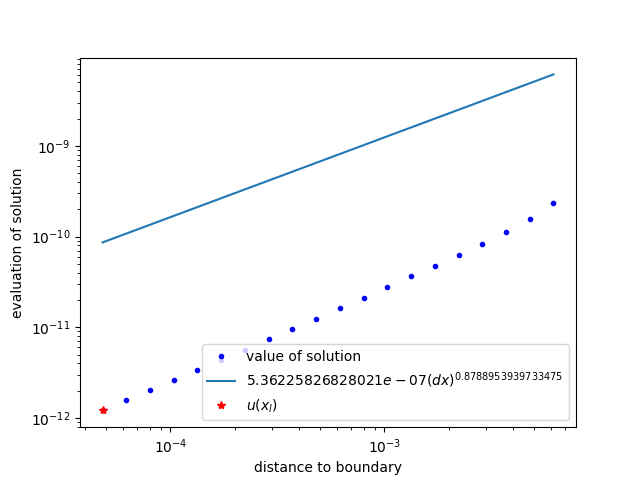 10⁻⁹
10⁻¹⁰
10⁻¹¹
10⁻¹²
evaluation of solution
value of solution
5.36225826828021e − 07(dx)^0.8788953939733475
u(x_l)
10⁻⁴ 10⁻³
distance to boundary